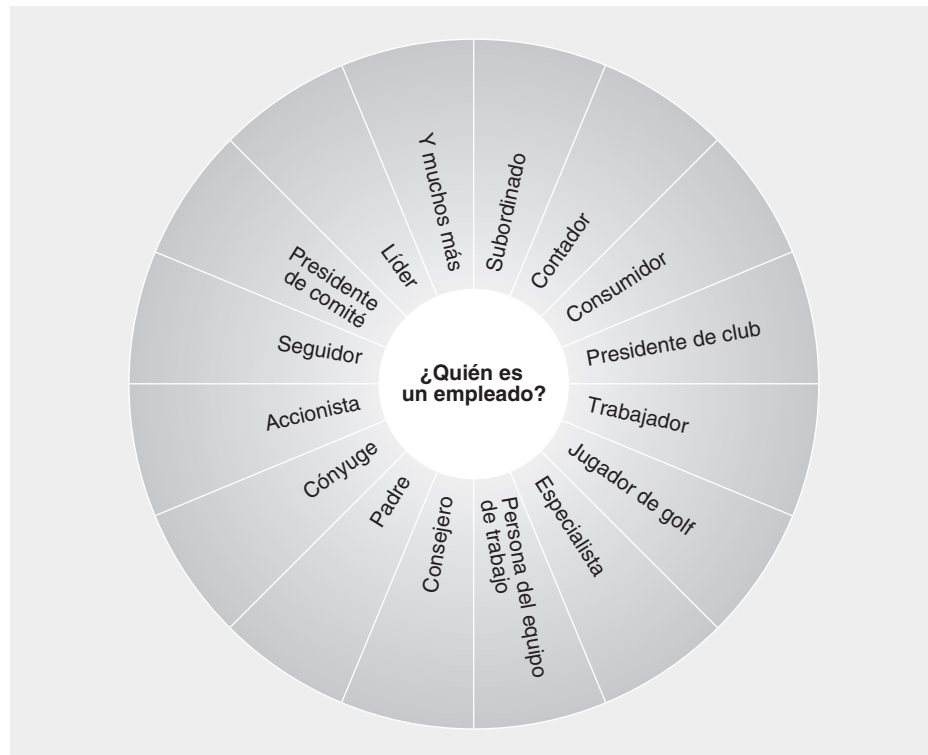 ¿Quién es
un empleado?
Subordinado
Contador
Consumidor
Presidente de club
Trabajador
Jugador de golf
Especialista
Persona del equipo
de trabajo
Consejero
Padre
Cónyuge
Accionista
Seguidor
Presidente
de comité
Líder
Y muchos más